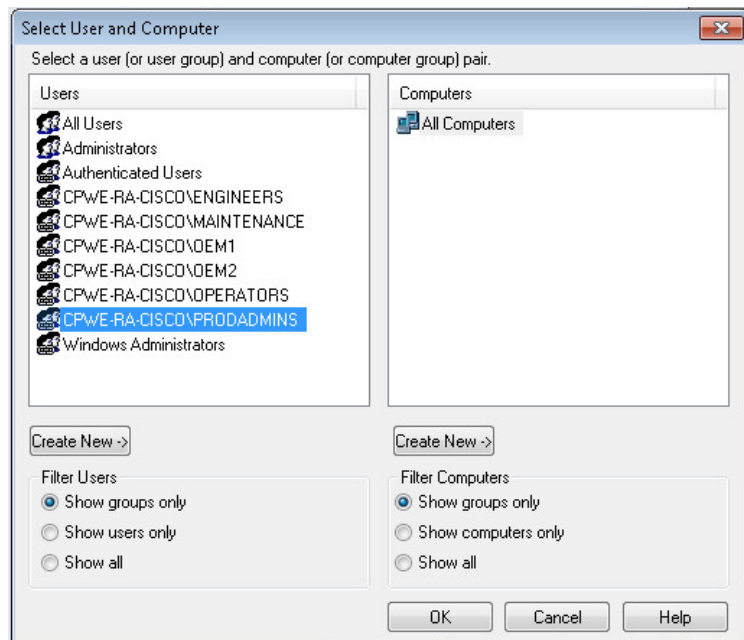 Select User and Computer
Select a user (or user group) and computer (or computer group) pair.
Users
All Users
Administrators
Authenticated Users
CPWE-RA-CISCO\ENGINEERS
CPWE-RA-CISCO\MAINTENANCE
CPWE-RA-CISCO\OEM1
CPWE-RA-CISCO\OEM2
CPWE-RA-CISCO\OPERATORS
CPWE-RA-CISCO\PRODADMINS
Windows Administrators
Computers
All Computers
Create New ->
Create New ->
Filter Users
Show groups only
Show users only
Show all
Filter Computers
Show groups only
Show computers only
Show all
OK
Cancel
Help